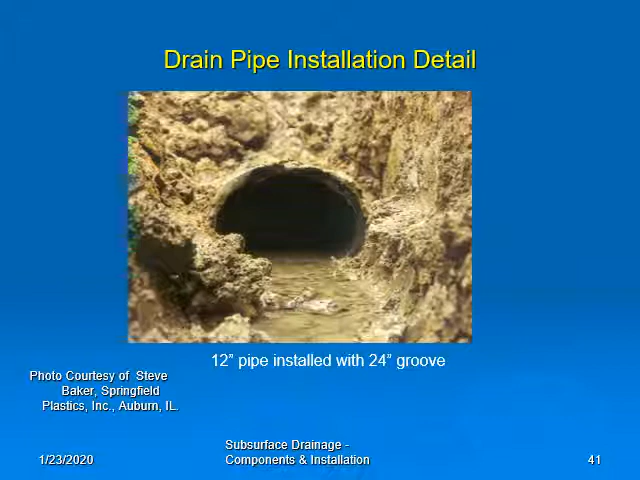 Drain Pipe Installation Detail
12” pipe installed with 24” groove
Photo Courtesy of Steve
Baker, Springfield
Plastics, Inc., Auburn, IL.
1/23/2020
Subsurface Drainage -
Components & Installation
41